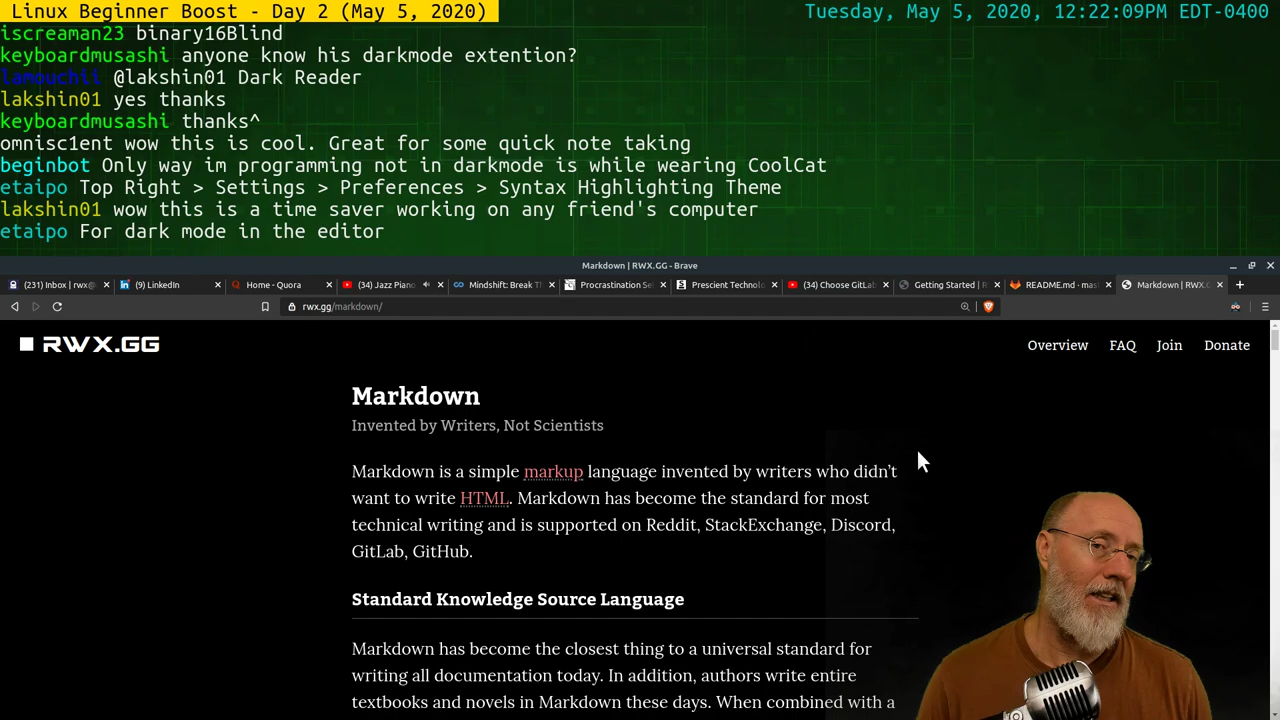 Linux Beginner Boost - Day 2 (May 5, 2020)
Tuesday, May 5, 2020, 12:22:09PM EDT-0400
iscreaman23 binary16Blind
keyboardmusashi anyone know his darkmode extention?
lamouchii @lakshin01 Dark Reader
lakshin01 yes thanks
keyboardmusashi thanks^
omnisc1ent wow this is cool. Great for some quick note taking
beginbot Only way im programming not in darkmode is while wearing CoolCat
etaipo Top Right > Settings > Preferences > Syntax Highlighting Theme
lakshin01 wow this is a time saver working on any friend's computer
etaipo For dark mode in the editor
Markdown | RWX.GG - Brave
(231) Inbox | rwx@
(9) LinkedIn
Home - Quora
(34) Jazz Piano
Mindshift: Break T
Procrastination Se
Prescient Technolo
(34) Choose GitLab
Getting Started | R
README.md · mas
Markdown | RWX.G
rwx.gg/markdown/
RWX.GG
Overview FAQ Join Donate
Markdown
Invented by Writers, Not Scientists
Markdown is a simple markup language invented by writers who didn’t
want to write HTML. Markdown has become the standard for most
technical writing and is supported on Reddit, StackExchange, Discord,
GitLab, GitHub.
Standard Knowledge Source Language
Markdown has become the closest thing to a universal standard for
writing all documentation today. In addition, authors write entire
textbooks and novels in Markdown these days. When combined with a